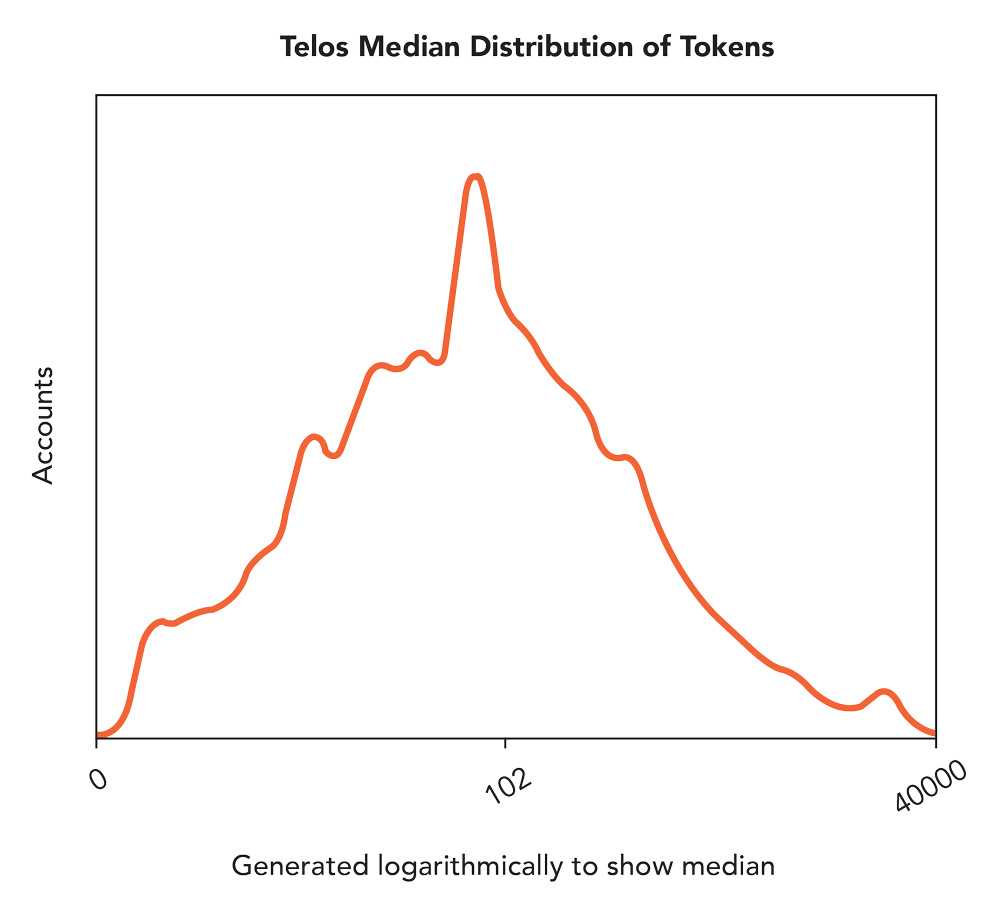 Telos Median Distribution of Tokens
Accounts
0
102
40000
Generated logarithmically to show median